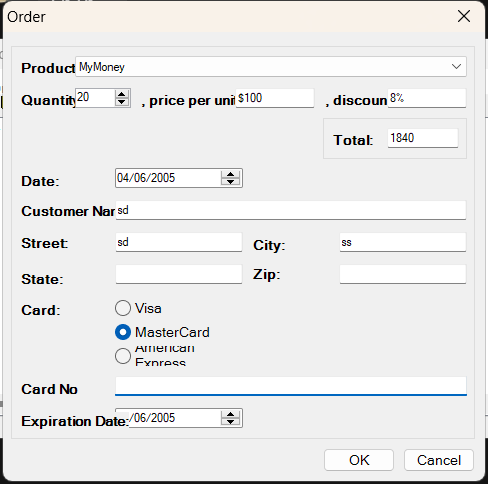 Order
Product MyMoney
Quantity 20 , price per unit $100 , discoun 8%
Total: 1840
Date: 04/06/2005
Customer Nar sd
Street: sd City: ss
State: Zip:
Card: Visa
MasterCard
American
Express
Card No
Expiration Date: /06/2005
OK Cancel